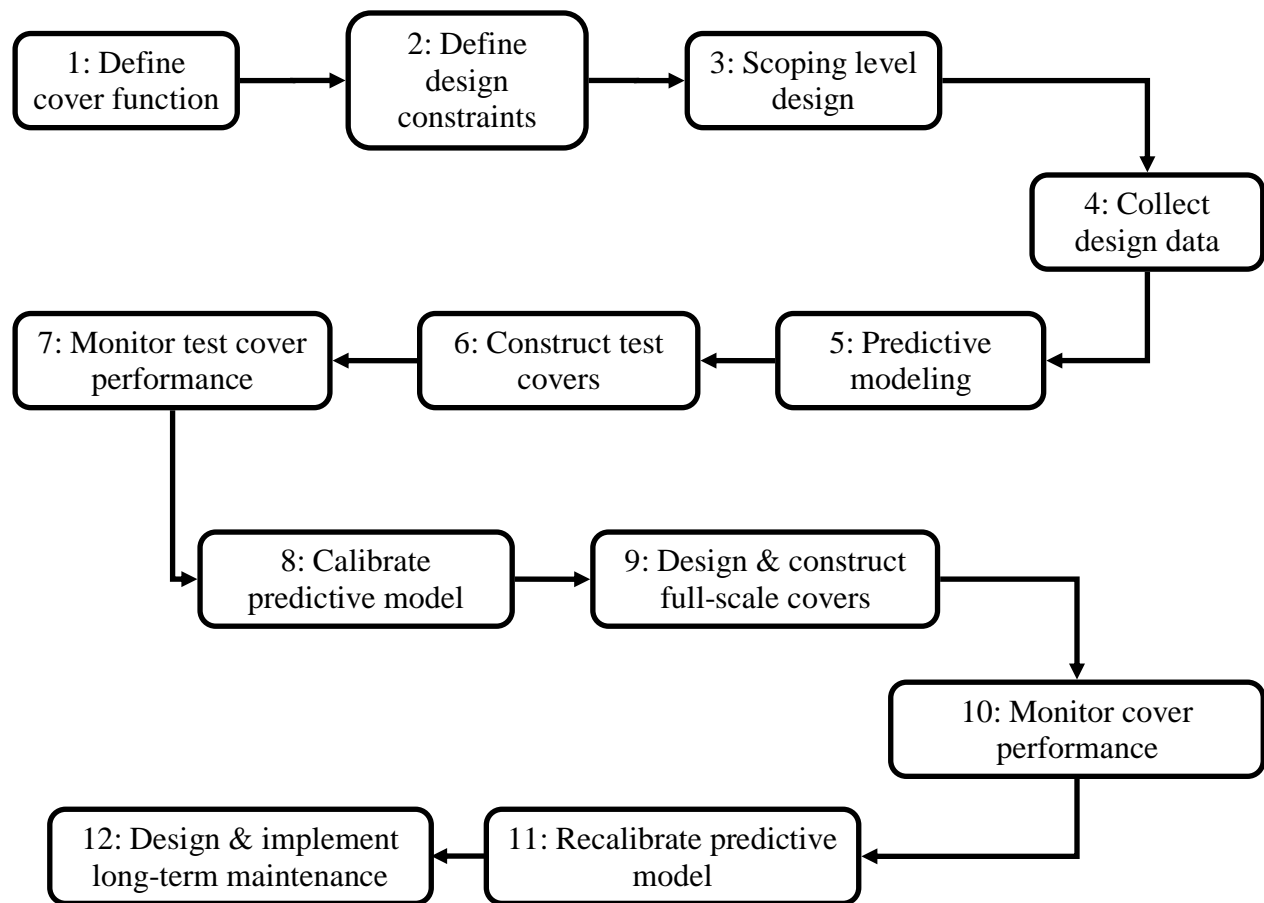 1: Define
cover function
2: Define
design
constraints
3: Scoping level
design
4: Collect
design data
5: Predictive
modeling
6: Construct test
covers
7: Monitor test cover
performance
8: Calibrate
predictive model
9: Design & construct
full-scale covers
10: Monitor cover
performance
11: Recalibrate predictive
model
12: Design & implement
long-term maintenance